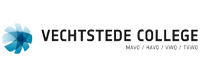 VECHTSTEDE COLLEGE
MAVO / HAVO / VWO / TVWO